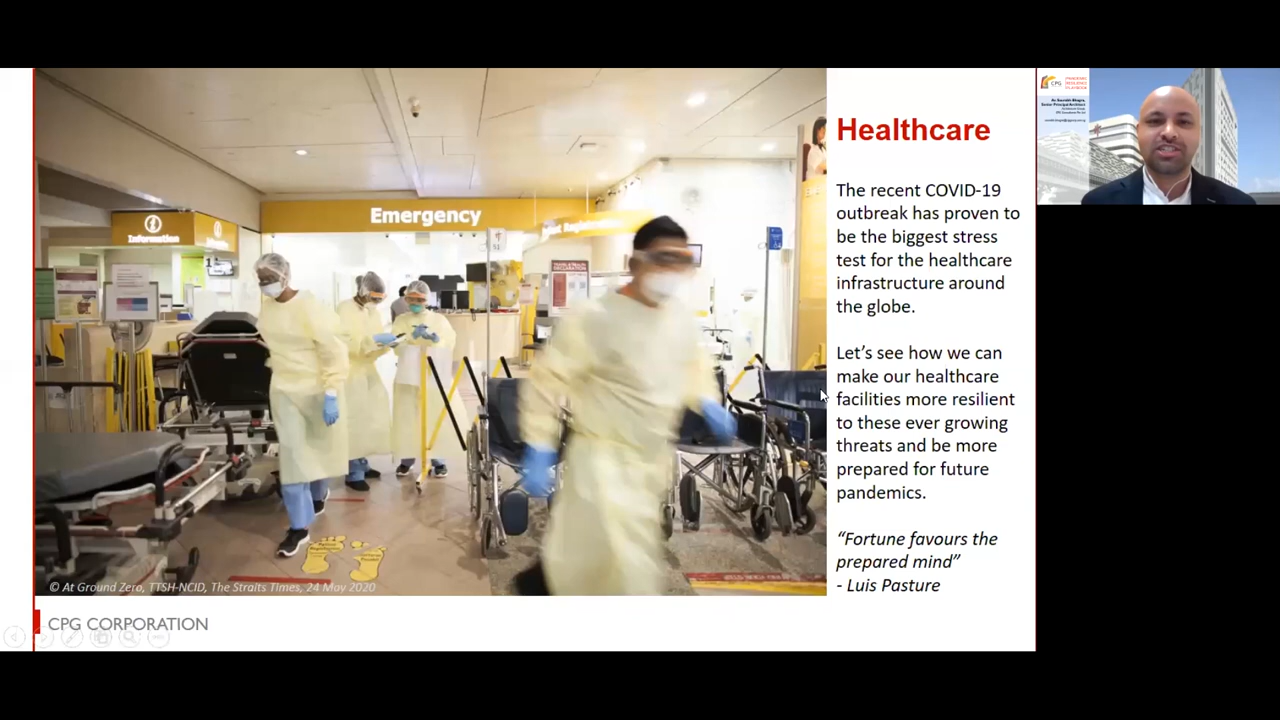 Healthcare
The recent COVID-19
outbreak has proven to
be the biggest stress
test for the healthcare
infrastructure around
the globe.
Let’s see how we can
make our healthcare
facilities more resilient
to these ever growing
threats and be more
prepared for future
pandemics.
“Fortune favours the
prepared mind”
- Luis Pasture
Emergency
Information
51
© At Ground Zero, TTSH-NCID, The Straits Times, 24 May 2020
CPG CORPORATION
CPG